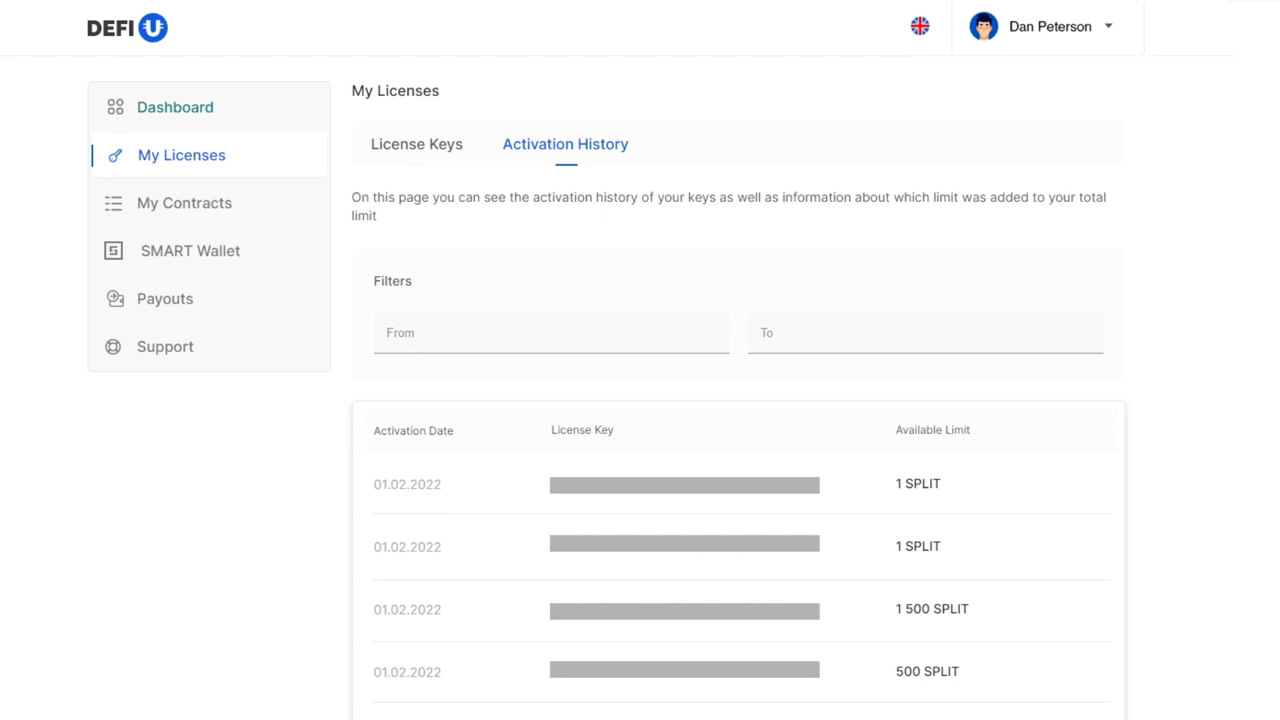 DEFI U
Dan Peterson
Dashboard
My Licenses
My Contracts
SMART Wallet
Payouts
Support
My Licenses
License Keys
Activation History
On this page you can see the activation history of your keys as well as information about which limit was added to your total
limit
Filters
From
To
Activation Date License Key Available Limit
01.02.2022 1 SPLIT
01.02.2022 1 SPLIT
01.02.2022 1 500 SPLIT
01.02.2022 500 SPLIT